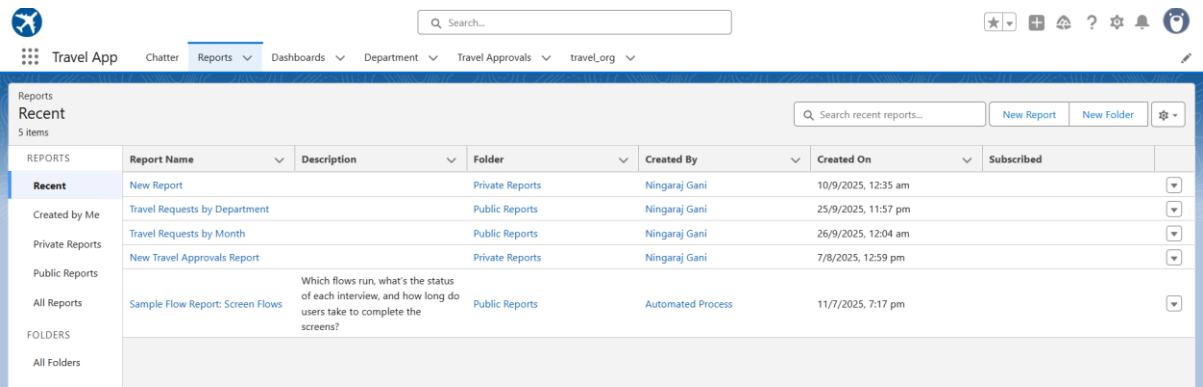 Search...
Travel App Chatter Reports Dashboards Department Travel Approvals travel_org
Reports
Recent
5 items
Search recent reports...
New Report
New Folder
REPORTS
Recent
Created by Me
Private Reports
Public Reports
All Reports
FOLDERS
All Folders
Report Name Description Folder Created By Created On Subscribed
New Report Private Reports Ningaraj Gani 10/9/2025, 12:35 am
Travel Requests by Department Public Reports Ningaraj Gani 25/9/2025, 11:57 pm
Travel Requests by Month Public Reports Ningaraj Gani 26/9/2025, 12:04 am
New Travel Approvals Report Private Reports Ningaraj Gani 7/8/2025, 12:59 pm
Sample Flow Report: Screen Flows
Which flows run, what's the status
of each interview, and how long do
users take to complete the
screens?
Public Reports Automated Process 11/7/2025, 7:17 pm